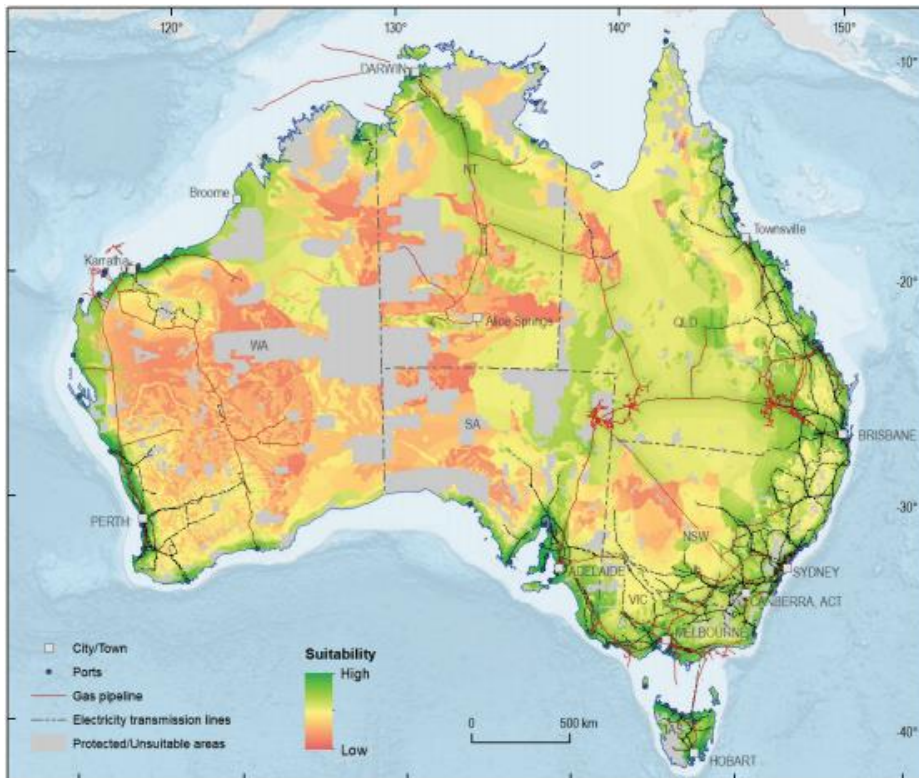 120°
130°
140°
150°
-10°
DARWIN
NT
Broome
Townsville
Karratha
-20°
QLD
Alice Springs
WA
SA
BRISBANE
-30°
PERTH
NSW
ADELAIDE
SYDNEY
VIC
CANBERRA, ACT
MELBOURNE
City/Town
Ports
Gas pipeline
Electricity transmission lines
Protected/Unsuitable areas
Suitability
High
Low
0 500 km
TAS
-40°
HOBART